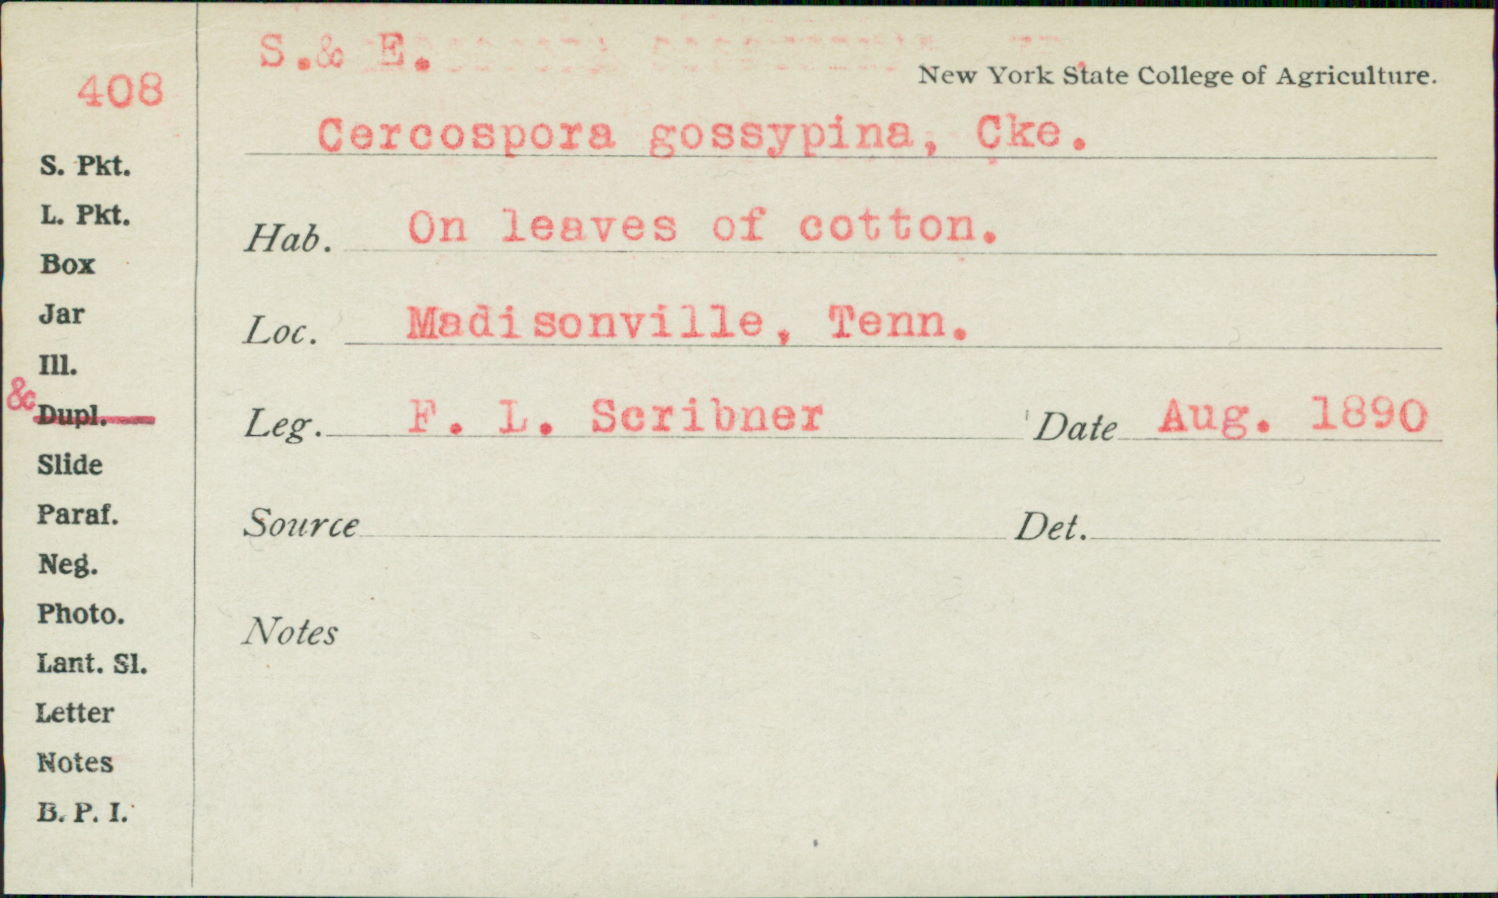 S.& E.
New York State College of Agriculture.
408
Cercospora gossypina, Cke.
S. Pkt.
L. Pkt.
Hab. On leaves of cotton.
Box
Jar
Loc. Madisonville, Tenn.
Ill.
& Dupl.
Leg. F. L. Scribner Date Aug. 1890
Slide
Paraf.
Source Det.
Neg.
Photo.
Notes
Lant. Sl.
Letter
Notes
B. P. I.